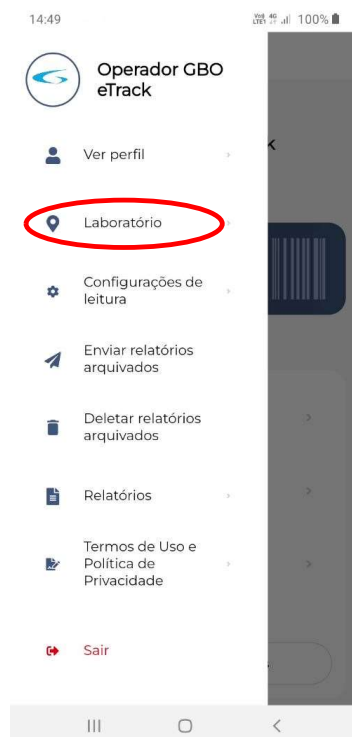 14:49
100%
Operador GBO
eTrack
Ver perfil
Laboratório
Configurações de
leitura
Enviar relatórios
arquivados
Deletar relatórios
arquivados
Relatórios
Termos de Uso e
Política de
Privacidade
Sair